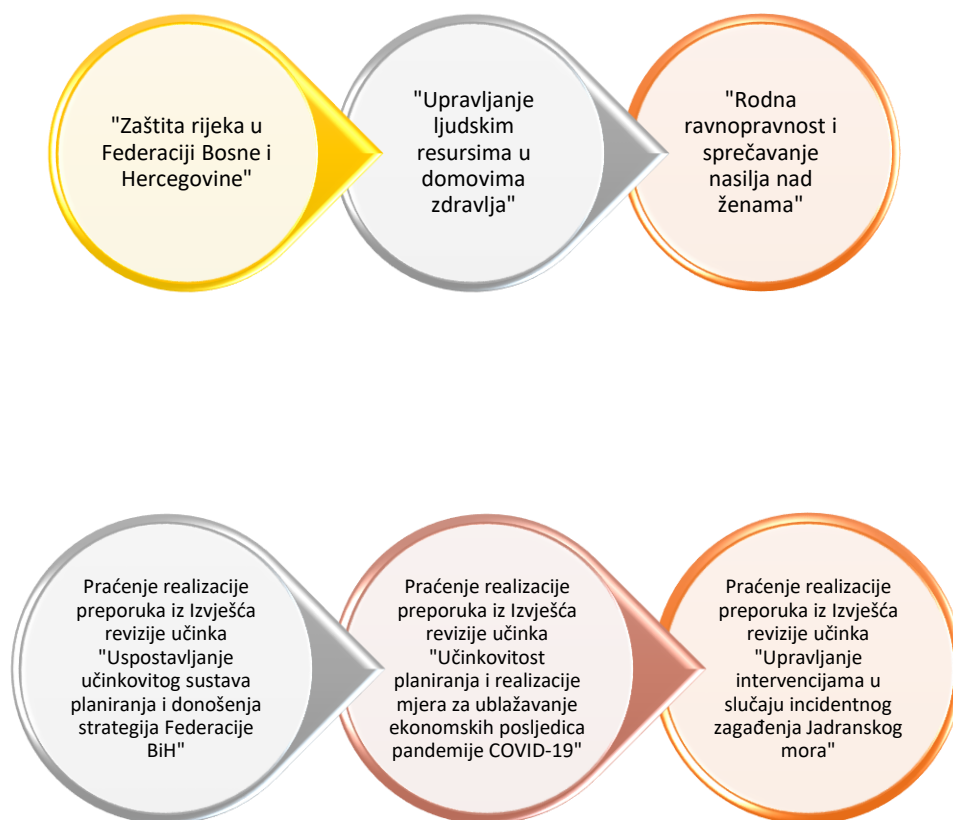 "Zaštita rijeka u
Federaciji Bosne i
Hercegovine"
"Upravljanje
ljudskim
resursima u
domovima
zdravlja"
"Rodna
ravnopravnost i
sprečavanje
nasilja nad
ženama"
Praćenje realizacije
preporuka iz Izvješća
revizije učinka
"Uspostavljanje
učinkovitog sustava
planiranja i donošenja
strategija Federacije
BiH"
Praćenje realizacije
preporuka iz Izvješća
revizije učinka
"Učinkovitost
planiranja i realizacije
mjera za ublažavanje
ekonomskih posljedica
pandemije COVID-19"
Praćenje realizacije
preporuka iz Izvješća
revizije učinka
"Upravljanje
intervencijama u
slučaju incidentnog
zagađenja Jadranskog
mora"